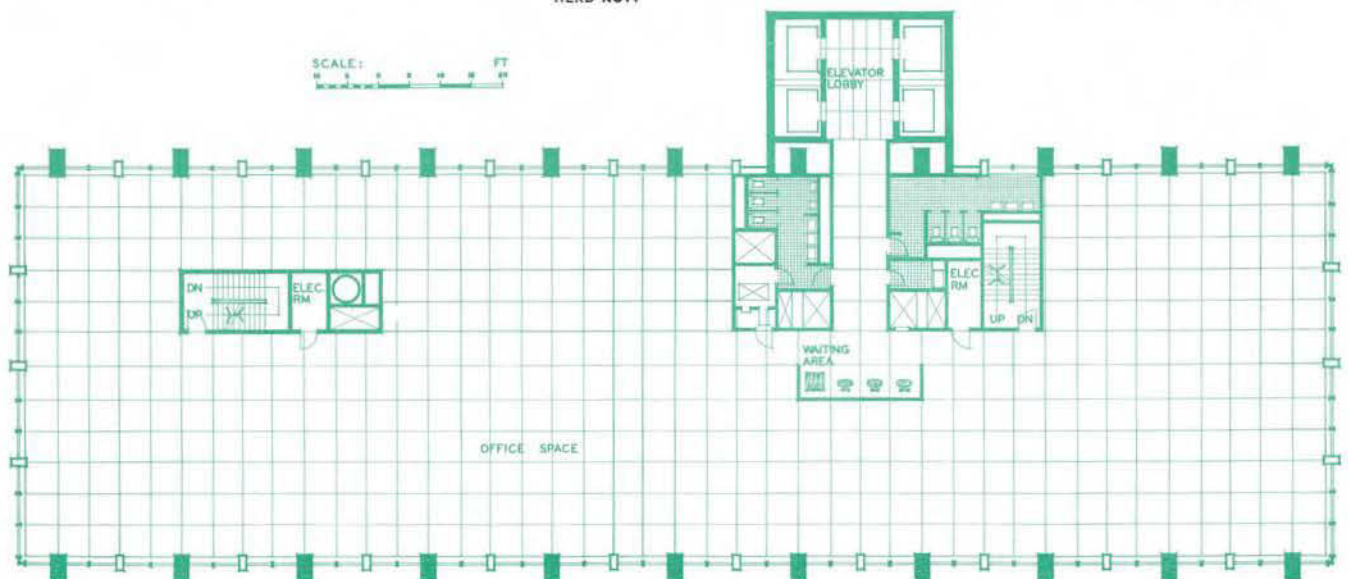 SCALE: FT
ELEVATOR
LOBBY
DN
UP
ELEC.
RM
ELEC.
RM
UP DN
WAITING
AREA
OFFICE SPACE